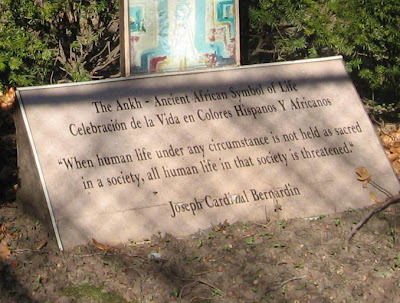 The Ankh - Ancient African Symbol of Life
Celebración de la Vida en Colores Hispanos Y Africanos
"When human life under any circumstance is not held as sacred
in a society, all human life in that society is threatened."
Joseph Cardinal Bernardin